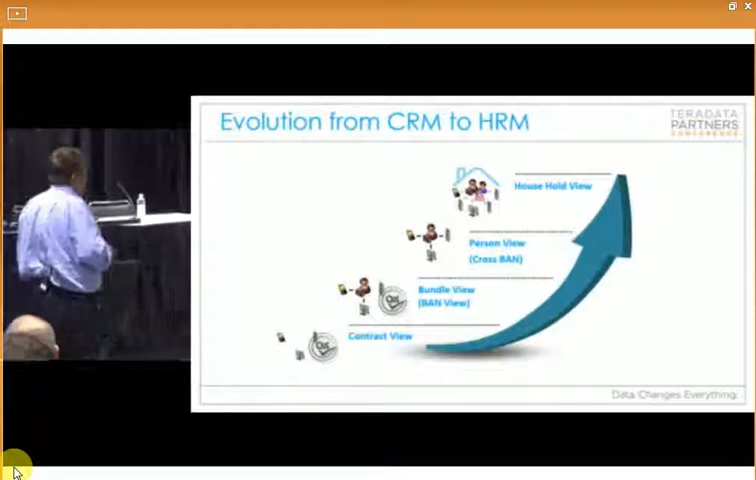 Evolution from CRM to HRM
TERADATA
PARTNERS
CONFERENCE
House Hold View
Person View
(Cross BAN)
Bundle View
(BAN View)
Contract View
Data Changes Everything.